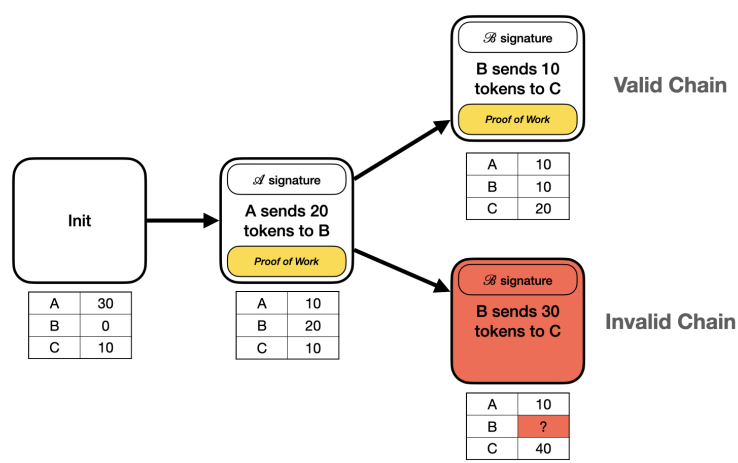 ℬ signature
B sends 10
tokens to C
Proof of Work
Valid Chain
A 10
B 10
C 20
Init
A 30
B 0
C 10
𝒜 signature
A sends 20
tokens to B
Proof of Work
A 10
B 20
C 10
ℬ signature
B sends 30
tokens to C
Invalid Chain
A 10
B ?
C 40